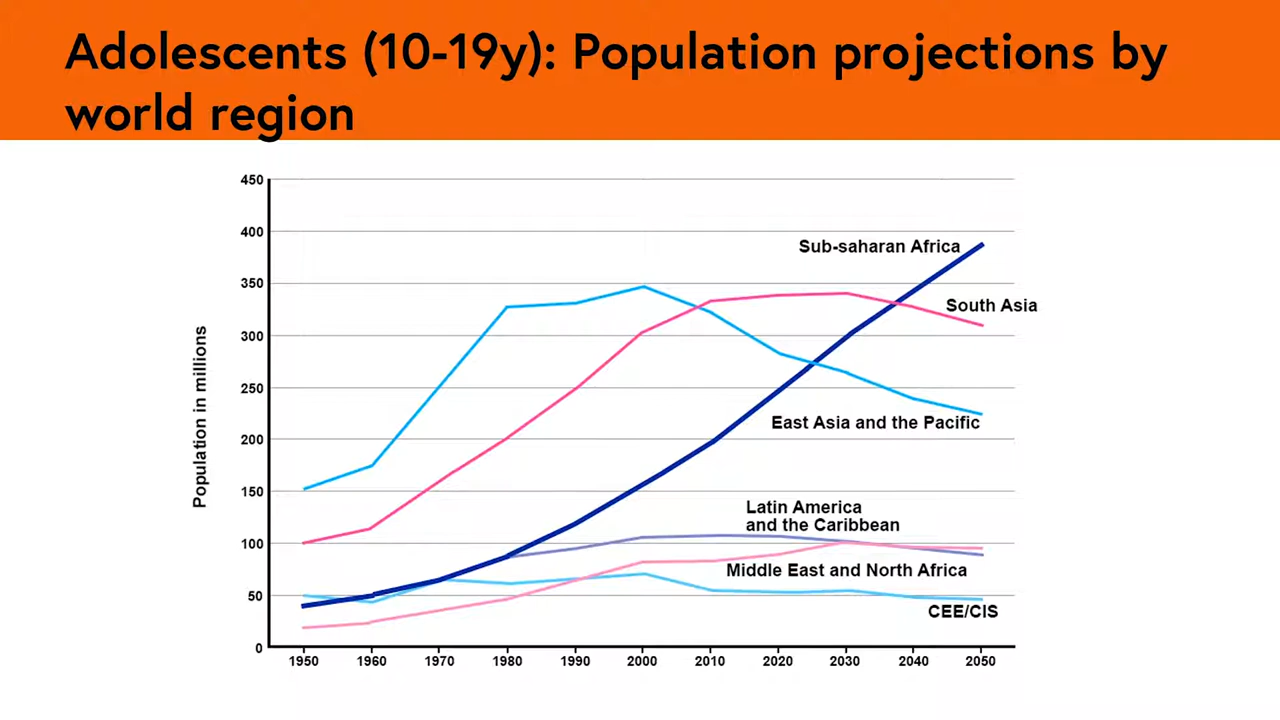 Adolescents (10-19y): Population projections by
world region
450
400
350
300
250
200
150
100
50
0
Population in millions
Sub-saharan Africa
South Asia
East Asia and the Pacific
Latin America
and the Caribbean
Middle East and North Africa
CEE/CIS
1950 1960 1970 1980 1990 2000 2010 2020 2030 2040 2050